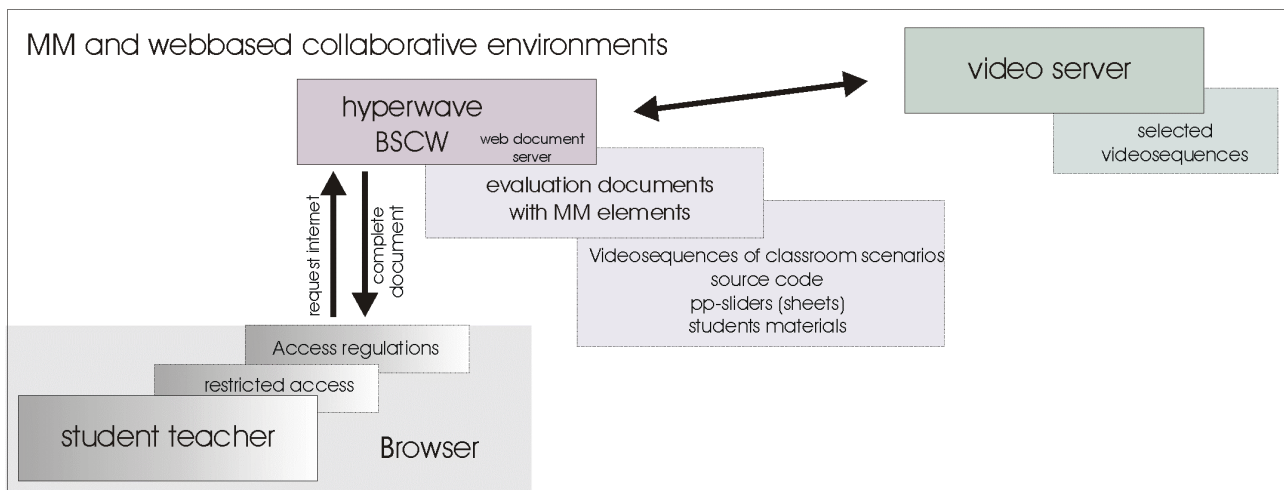 MM and webbased collaborative environments
video server
selected
videosequences
hyperwave
BSCW
web document
server
evaluation documents
with MM elements
Videosequences of classroom scenarios
source code
pp-sliders (sheets)
students materials
request internet
complete
document
Access regulations
restricted access
student teacher
Browser